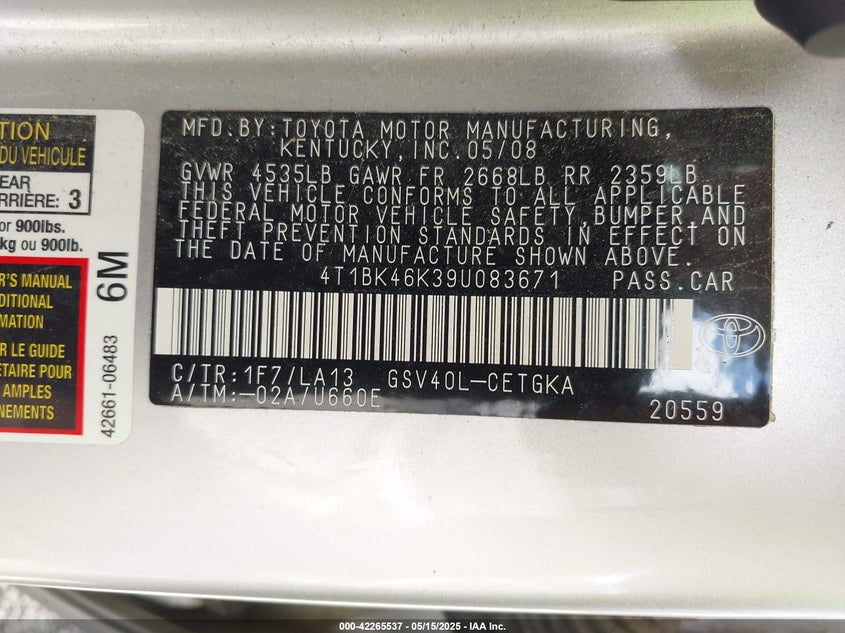 TION
DU VEHICULE
EAR
ARRIÈRE: 3
or 900lbs.
kg ou 900lb.
R'S MANUAL
DITIONAL
MATION
R LE GUIDE
ETAIRE POUR
AMPLES
NEMENTS
6M
42661-06483
MFD.BY:TOYOTA MOTOR MANUFACTURING,
KENTUCKY,INC.05/08
GVWR 4535LB GAWR FR 2668LB RR 2359LB
THIS VEHICLE CONFORMS TO ALL APPLICABLE
FEDERAL MOTOR VEHICLE SAFETY,BUMPER,AND
THEFT PREVENTION STANDARDS IN EFFECT ON
THE DATE OF MANUFACTURE SHOWN ABOVE.
4T1BK46K39U083671 PASS.CAR
C/TR:1F7/LA13 GSV40L-CETGKA
A/TM:-02A/U660E
20559
000-42265537 - 05/15/2025 - IAA Inc.